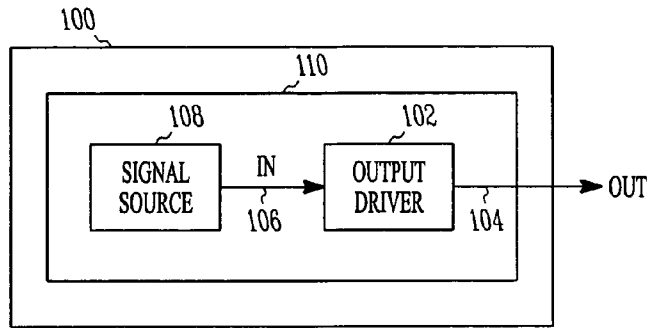 100
110
108
102
SIGNAL
SOURCE
IN
106
OUTPUT
DRIVER
104
OUT